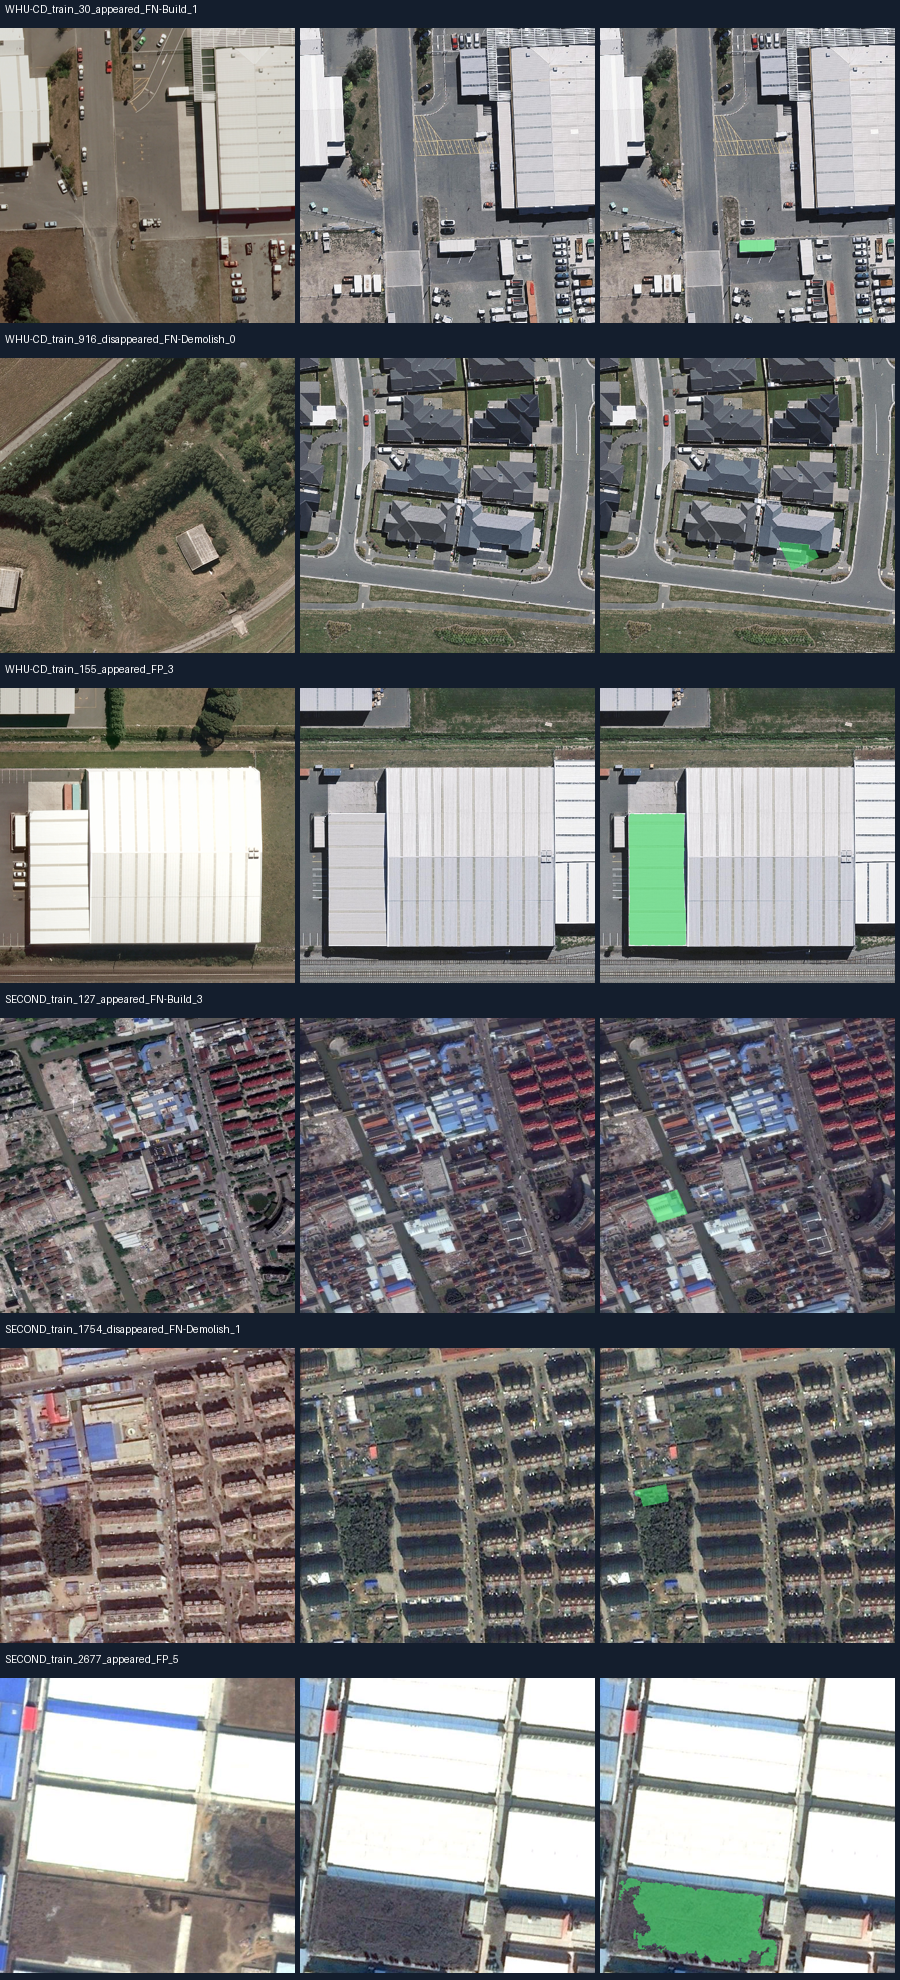 WHU-CD_train_30_appeared_FN-Build_1
WHU-CD_train_916_disappeared_FN-Demolish_0
WHU-CD_train_155_appeared_FP_3
SECOND_train_127_appeared_FN-Build_3
SECOND_train_1754_disappeared_FN-Demolish_1
SECOND_train_2677_appeared_FP_5